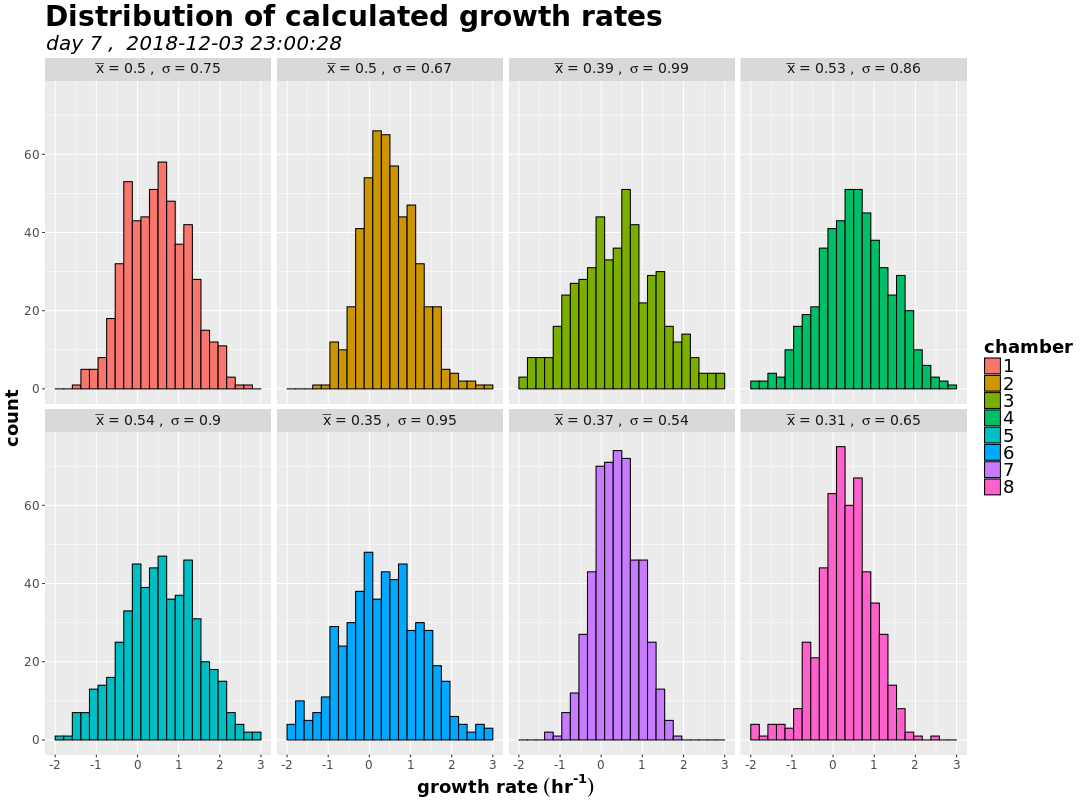 Distribution of calculated growth rates
day 7 ,  2018-12-03 23:00:28
x̅ = 0.5 ,  σ = 0.75
x̅ = 0.5 ,  σ = 0.67
x̅ = 0.39 ,  σ = 0.99
x̅ = 0.53 ,  σ = 0.86
60
40
20
0
x̅ = 0.54 ,  σ = 0.9
x̅ = 0.35 ,  σ = 0.95
x̅ = 0.37 ,  σ = 0.54
x̅ = 0.31 ,  σ = 0.65
60
40
20
0
-2 -1 0 1 2 3
-2 -1 0 1 2 3
-2 -1 0 1 2 3
-2 -1 0 1 2 3
count
growth rate (hr⁻¹)
chamber
1
2
3
4
5
6
7
8